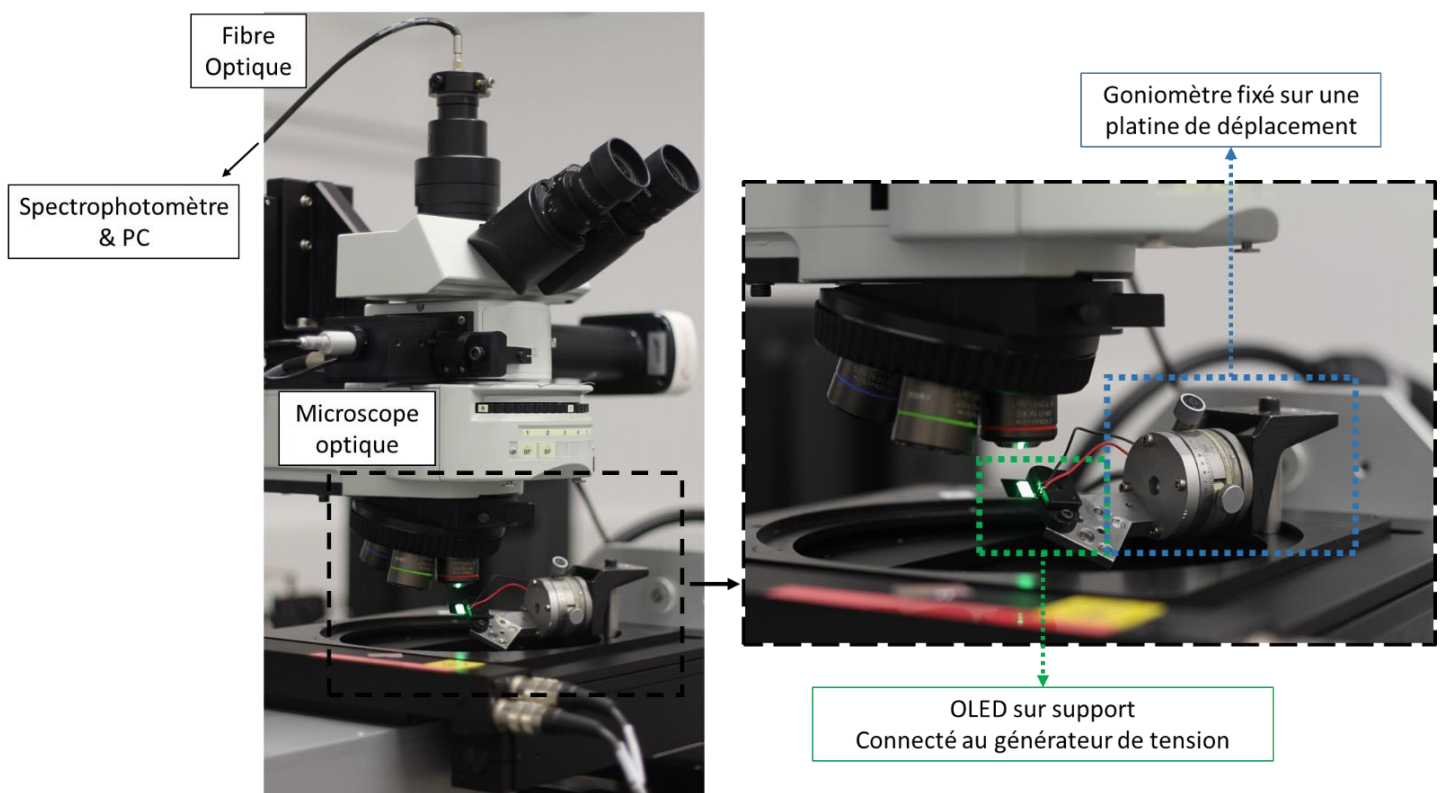 Fibre
Optique
Spectrophotomètre
& PC
Microscope
optique
Goniomètre fixé sur une
platine de déplacement
OLED sur support
Connecté au générateur de tension